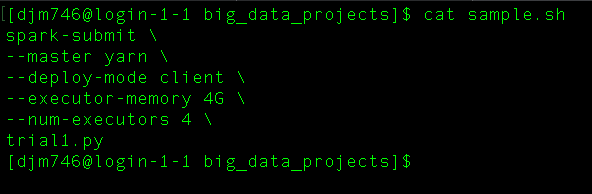 [djm746@login-1-1 big_data_projects]$ cat sample.sh
spark-submit \
--master yarn \
--deploy-mode client \
--executor-memory 4G \
--num-executors 4 \
trial1.py
[djm746@login-1-1 big_data_projects]$